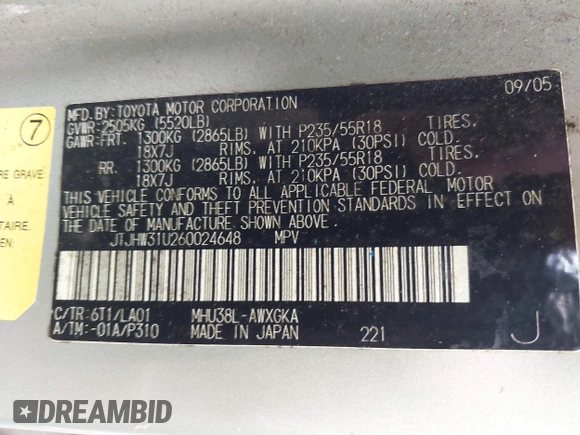 09/05
MFD. BY: TOYOTA MOTOR CORPORATION
GVWR: 2505KG (5520LB)
GAWR: FRT. 1300KG (2865LB) WITH P235/55R18 TIRES,
18X7J RIMS, AT 210KPA (30PSI) COLD.
RR. 1300KG (2865LB) WITH P235/55R18 TIRES,
18X7J RIMS, AT 210KPA (30PSI) COLD.
THIS VEHICLE CONFORMS TO ALL APPLICABLE FEDERAL MOTOR
VEHICLE SAFETY AND THEFT PREVENTION STANDARDS IN EFFECT ON
THE DATE OF MANUFACTURE SHOWN ABOVE.
JTJHW31U260024648 MPV
C/TR: 6T1/LA01 MHU38L-AWXGKA
A/TM: -01A/P310 MADE IN JAPAN 221 J
7
RE GRAVE
À
TAIRE.
EN:
DREAMBID